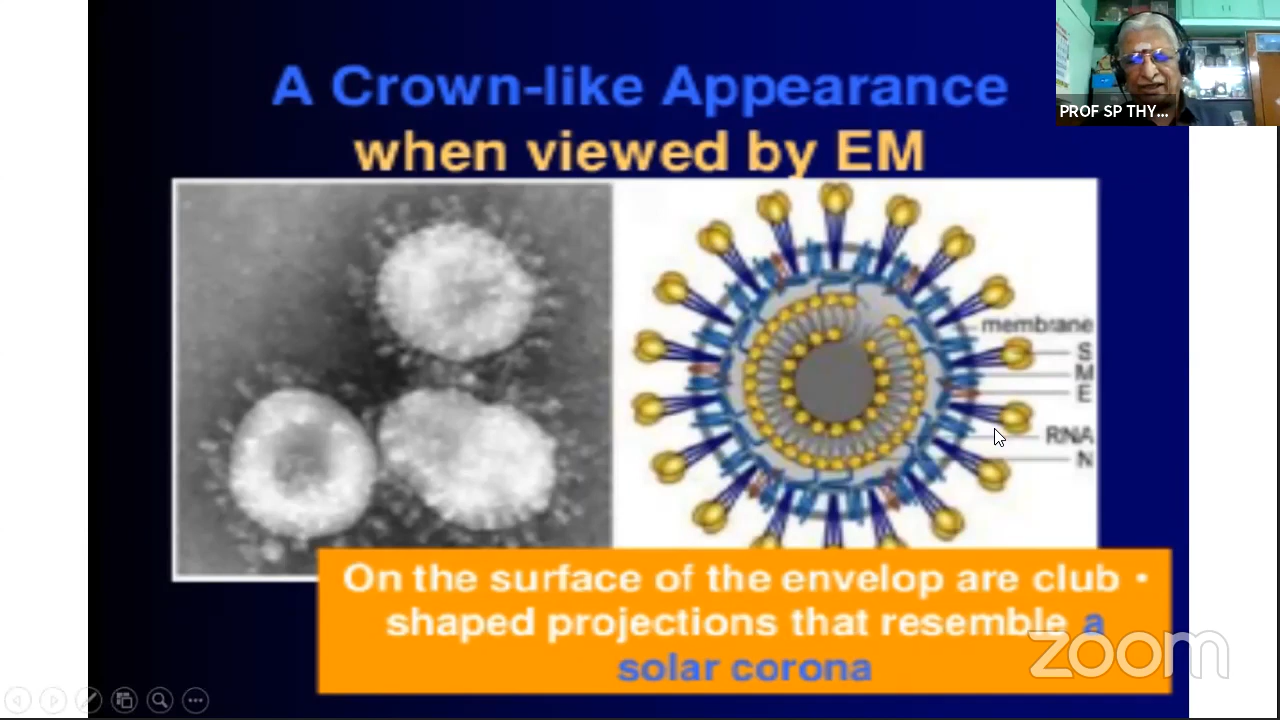 A Crown-like Appearance
when viewed by EM
PROF SP THY...
membrane
S
M
E
RNA
N
On the surface of the envelop are club •
shaped projections that resemble a
solar corona
zoom